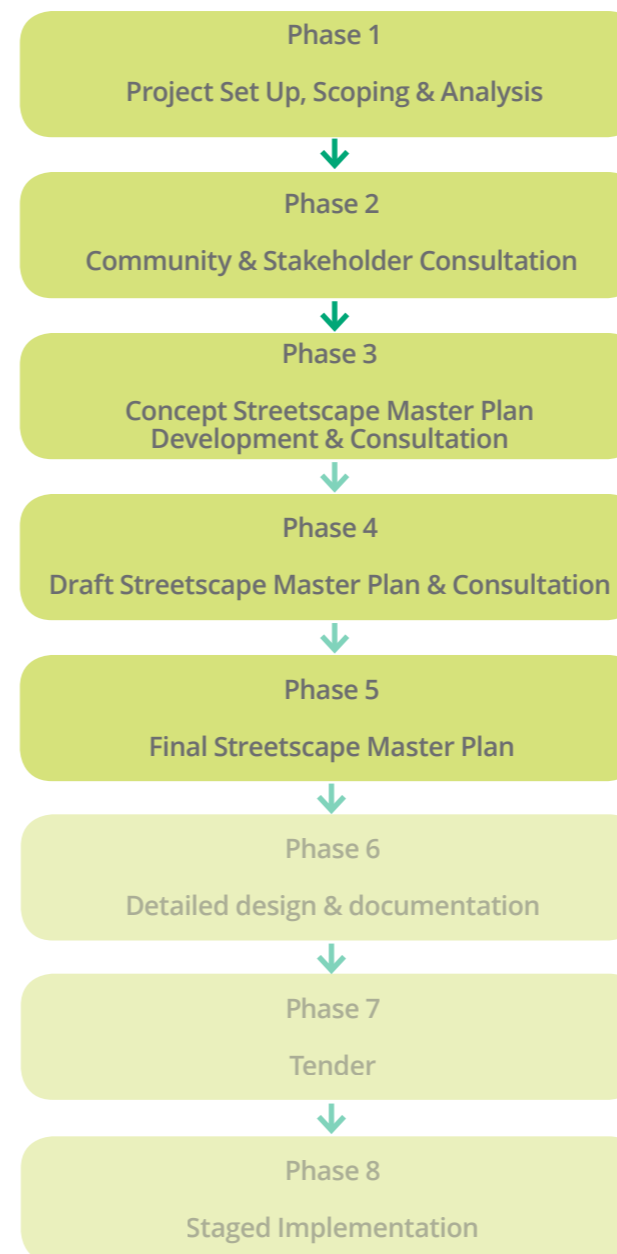 Phase 1
Project Set Up, Scoping & Analysis
Phase 2
Community & Stakeholder Consultation
Phase 3
Concept Streetscape Master Plan
Development & Consultation
Phase 4
Draft Streetscape Master Plan & Consultation
Phase 5
Final Streetscape Master Plan
Phase 6
Detailed design & documentation
Phase 7
Tender
Phase 8
Staged Implementation